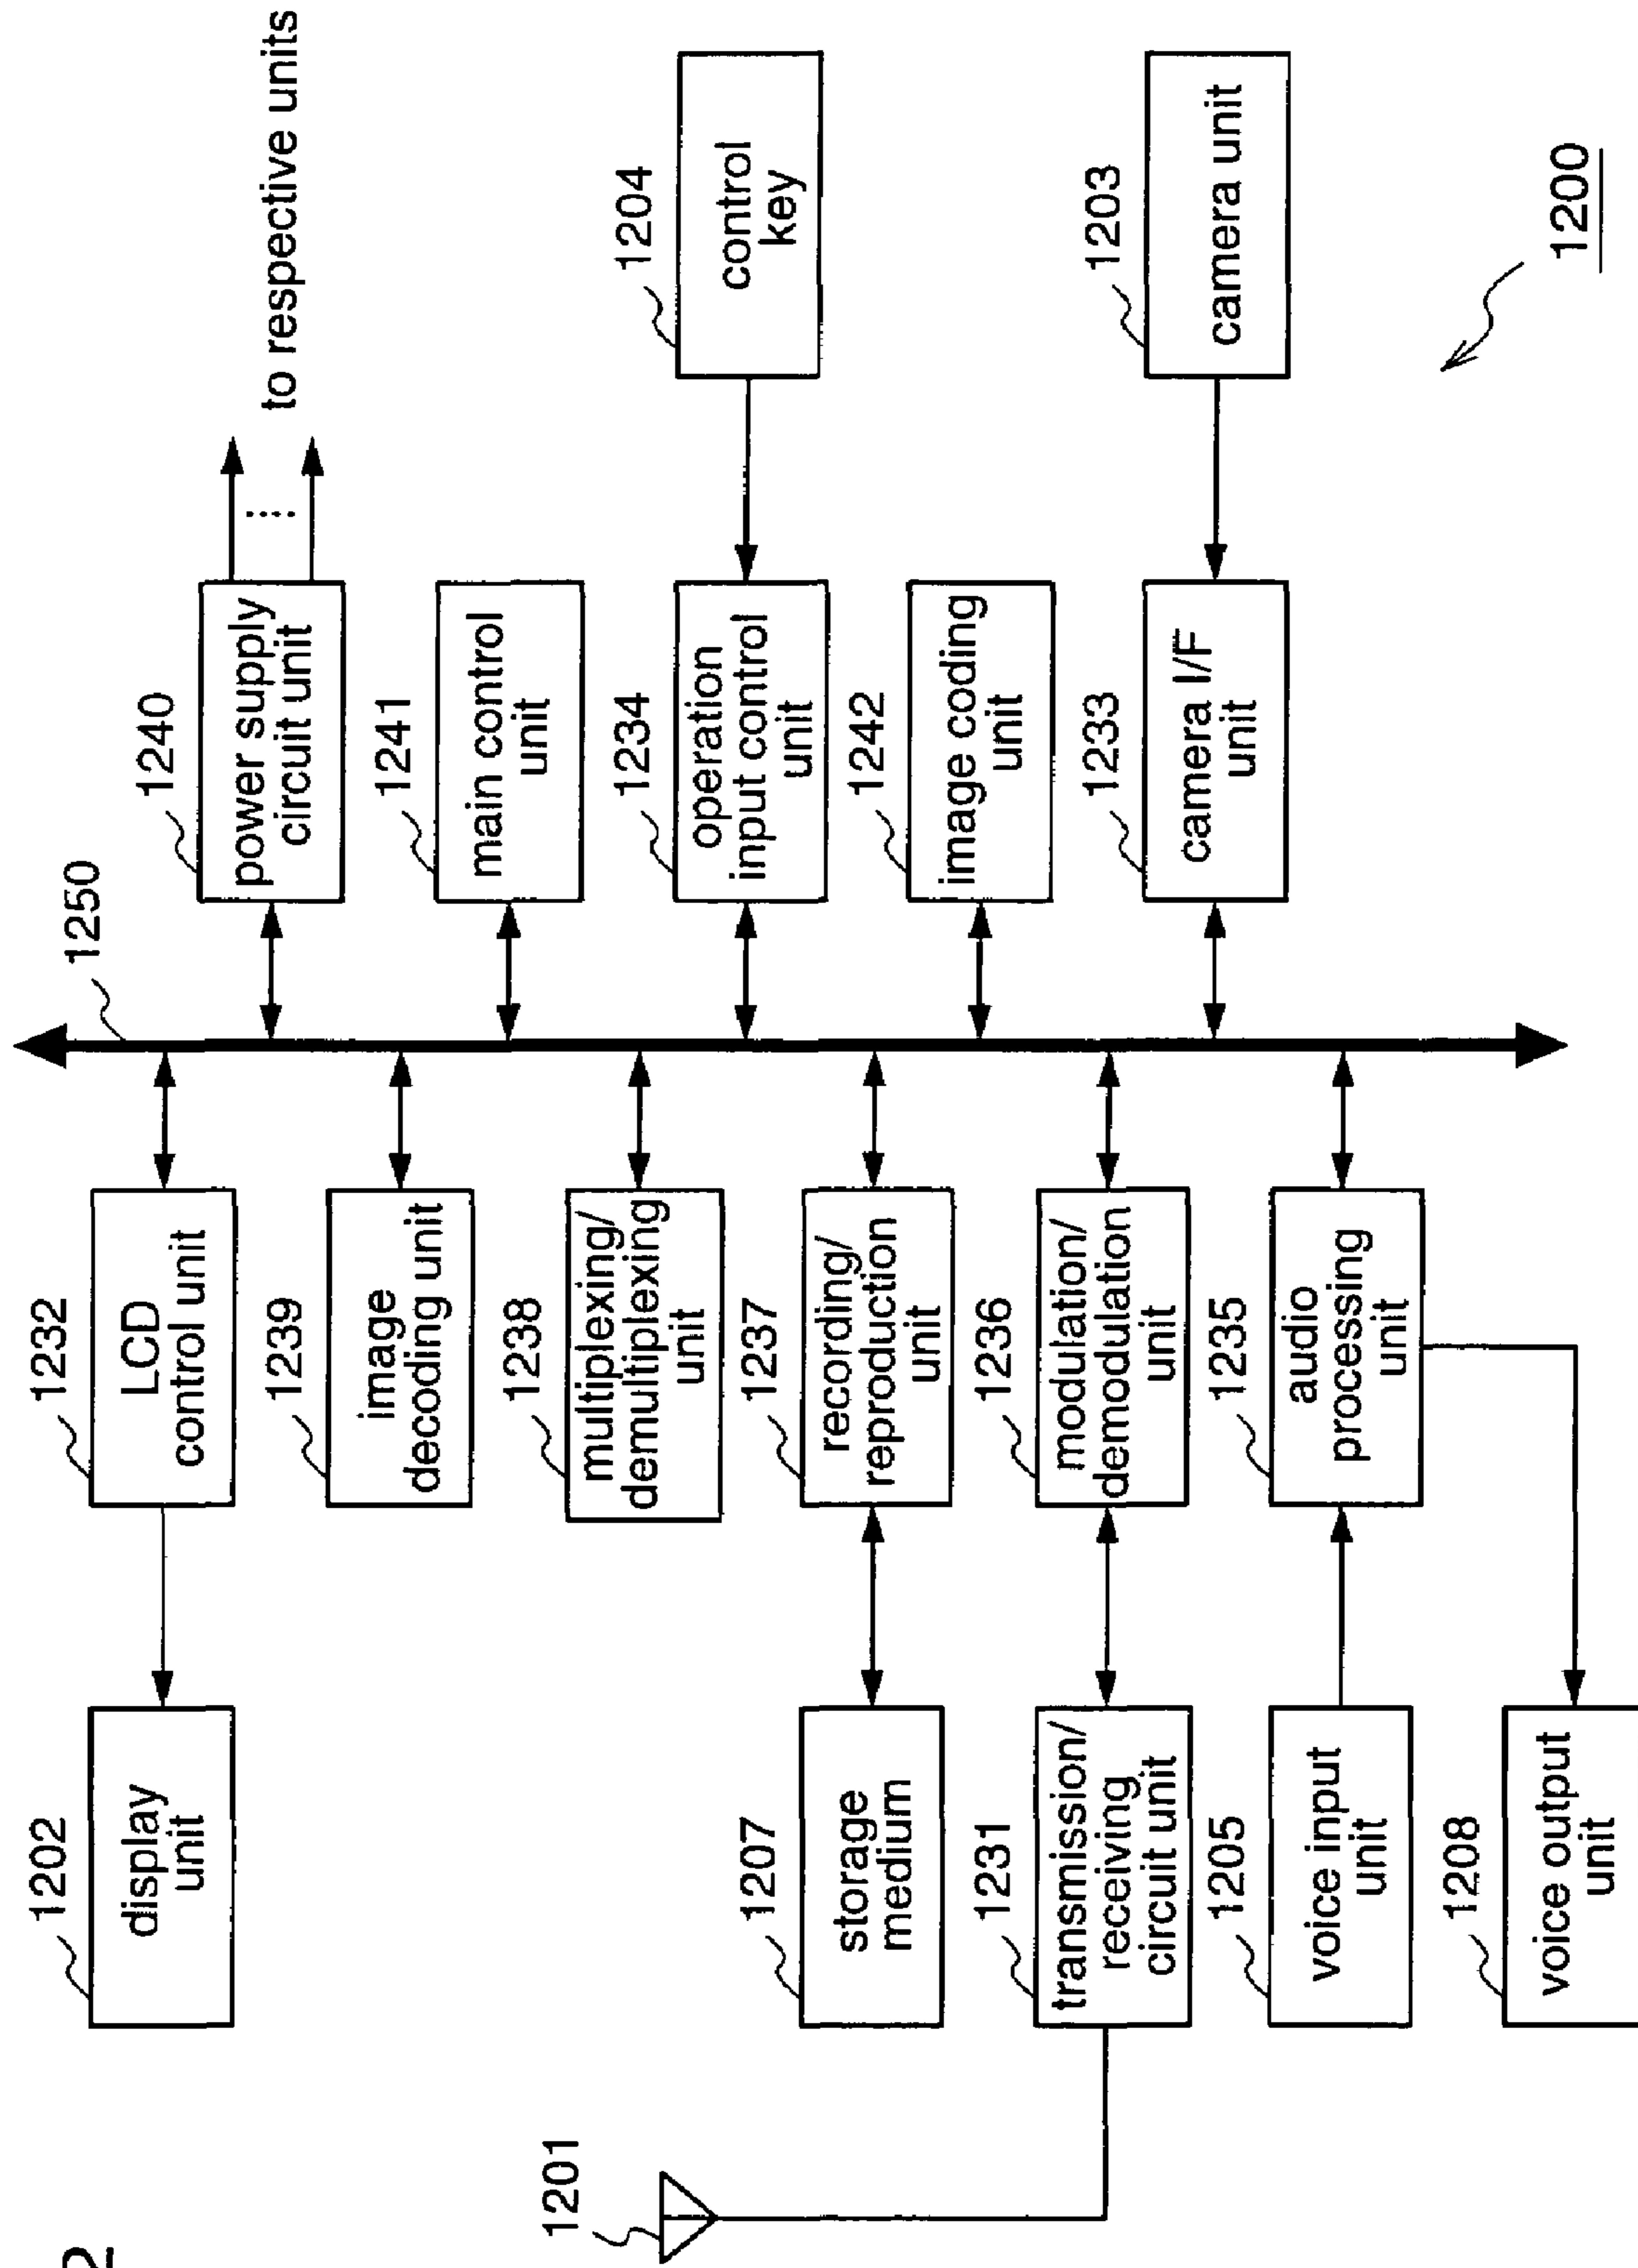 2
1201
1202
display
unit
1207
storage
medium
1231
transmission/
receiving
circuit unit
1205
voice input
unit
1208
voice output
unit
1232
LCD
control unit
1239
image
decoding unit
1238
multiplexing/
demultiplexing
unit
1237
recording/
reproduction
unit
1236
modulation/
demodulation
unit
1235
audio
processing
unit
1250
1240
power supply
circuit unit
1241
main control
unit
1234
operation
input control
unit
1242
image coding
unit
1233
camera I/F
unit
to respective units
1204
control
key
1203
camera unit
1200